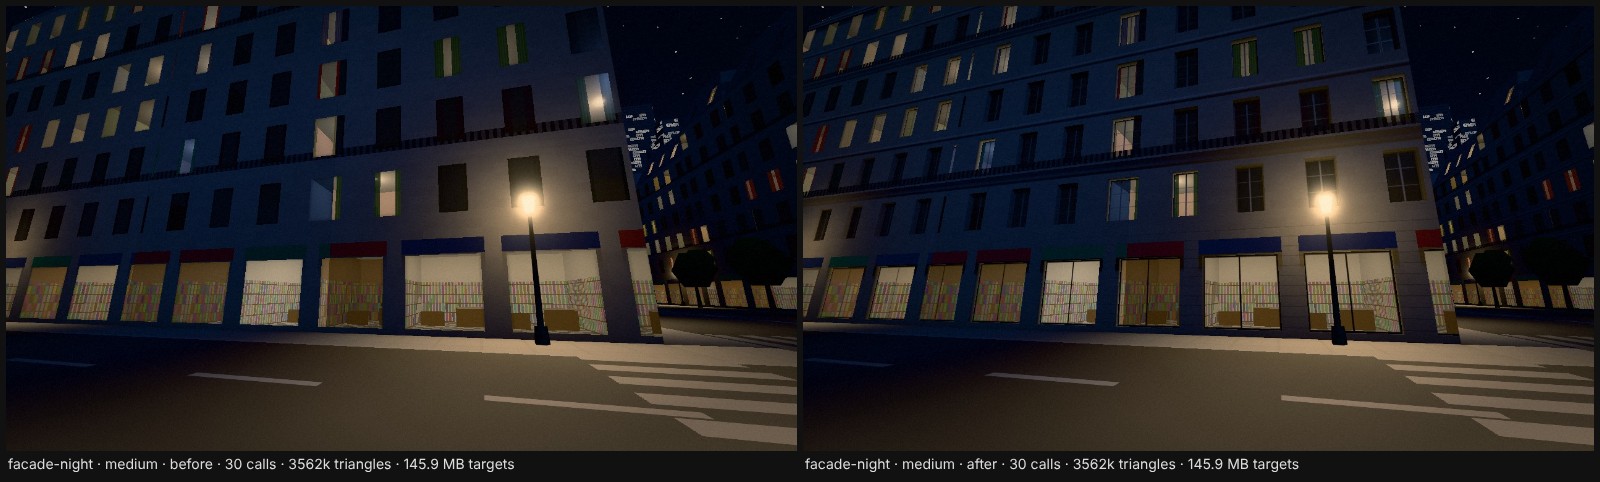 facade-night · medium · before · 30 calls · 3562k triangles · 145.9 MB targets
facade-night · medium · after · 30 calls · 3562k triangles · 145.9 MB targets